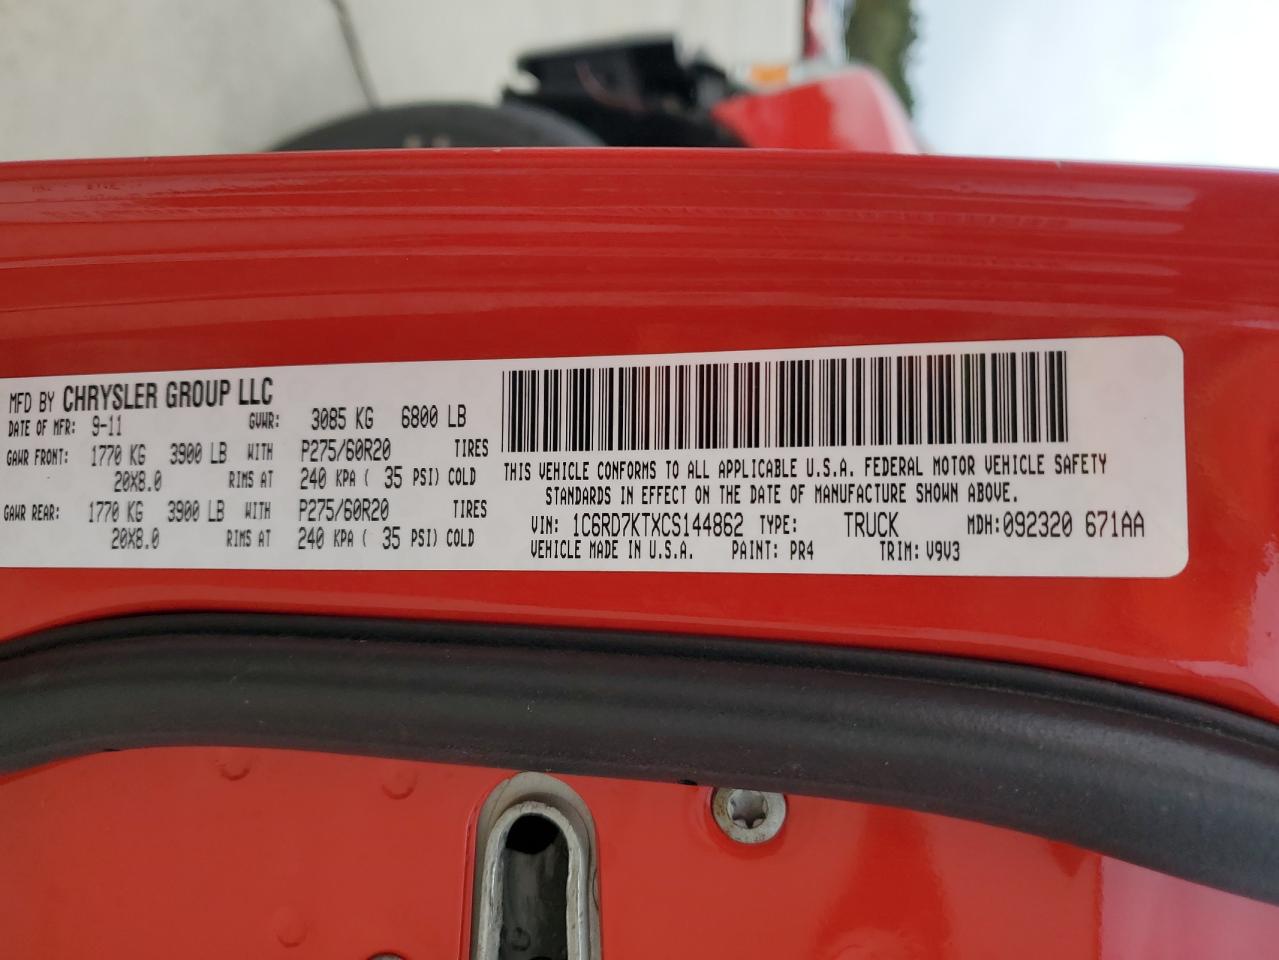 MFD BY CHRYSLER GROUP LLC
DATE OF MFR: 9-11 GVWR: 3085 KG 6800 LB
GAWR FRONT: 1770 KG 3900 LB WITH P275/60R20 TIRES
20X8.0 RIMS AT 240 KPA ( 35 PSI) COLD
GAWR REAR: 1770 KG 3900 LB WITH P275/60R20 TIRES
20X8.0 RIMS AT 240 KPA ( 35 PSI) COLD
THIS VEHICLE CONFORMS TO ALL APPLICABLE U.S.A. FEDERAL MOTOR VEHICLE SAFETY
STANDARDS IN EFFECT ON THE DATE OF MANUFACTURE SHOWN ABOVE.
VIN: 1C6RD7KTXCS144862 TYPE: TRUCK MDH: 092320 671AA
VEHICLE MADE IN U.S.A. PAINT: PR4 TRIM: V9V3